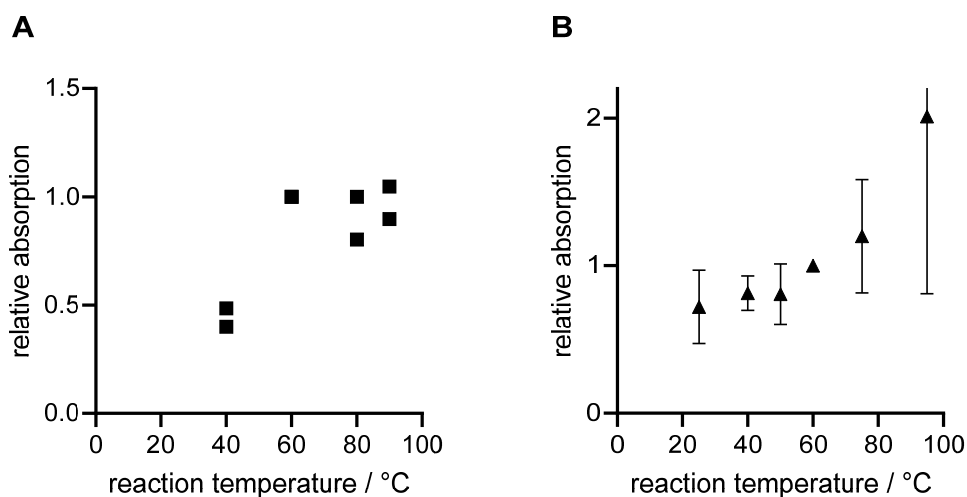 A
relative absorption
1.5
1.0
0.5
0.0
0 20 40 60 80 100
reaction temperature / °C
B
relative absorption
2
1
0
0 20 40 60 80 100
reaction temperature / °C